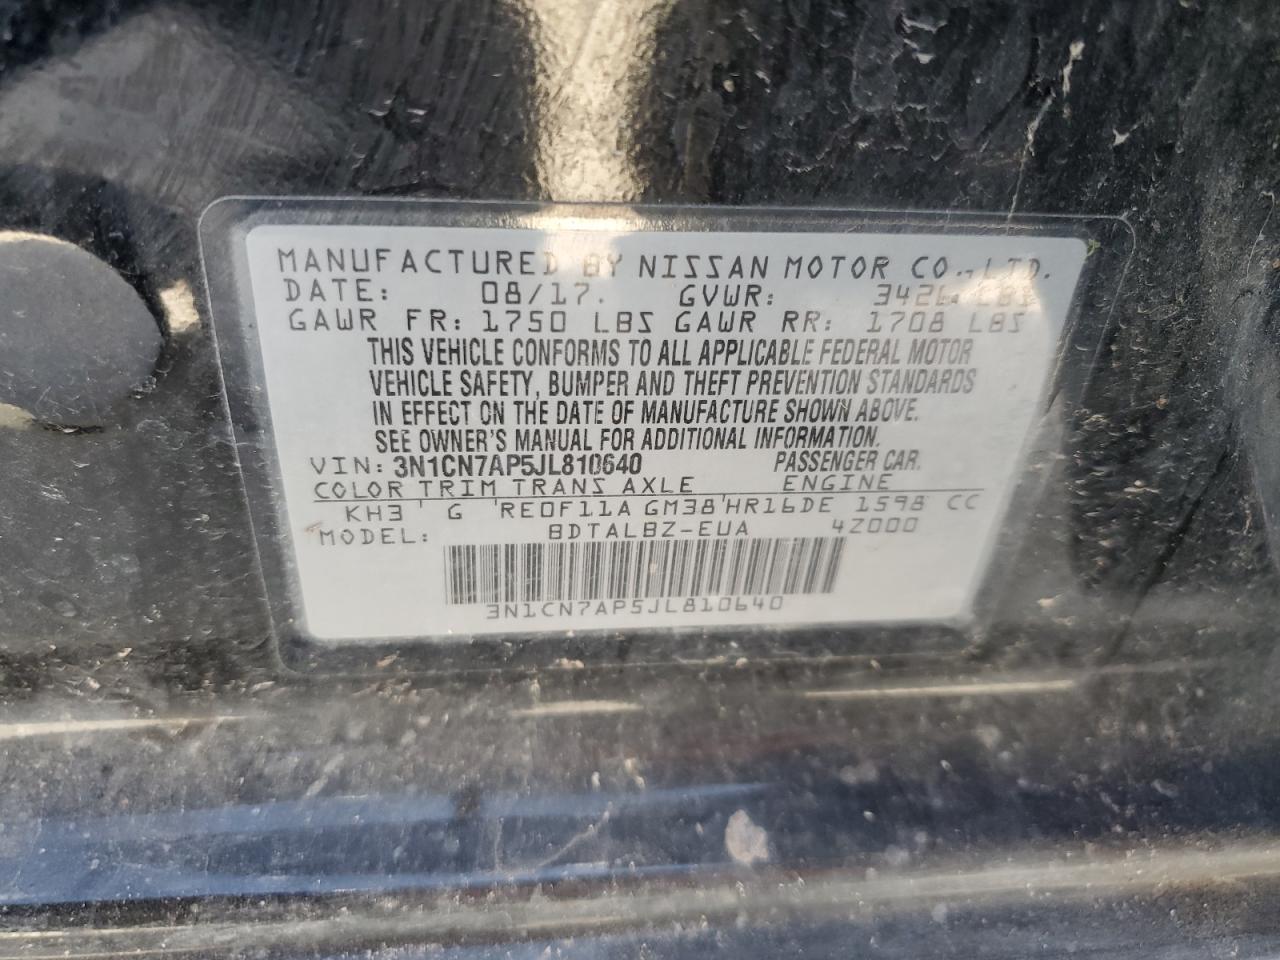 MANUFACTURED BY NISSAN MOTOR CO., LTD.
DATE: 08/17. GVWR: 3426 LBS
GAWR FR: 1750 LBS GAWR RR: 1708 LBS
THIS VEHICLE CONFORMS TO ALL APPLICABLE FEDERAL MOTOR
VEHICLE SAFETY, BUMPER AND THEFT PREVENTION STANDARDS
IN EFFECT ON THE DATE OF MANUFACTURE SHOWN ABOVE.
SEE OWNER'S MANUAL FOR ADDITIONAL INFORMATION.
VIN: 3N1CN7AP5JL810640 PASSENGER CAR.
COLOR TRIM TRANS AXLE ENGINE
KH3 ' G 'RE0F11A GM38'HR16DE 1598 CC
MODEL: BDTALBZ-EUA 4Z000
3N1CN7AP5JL810640